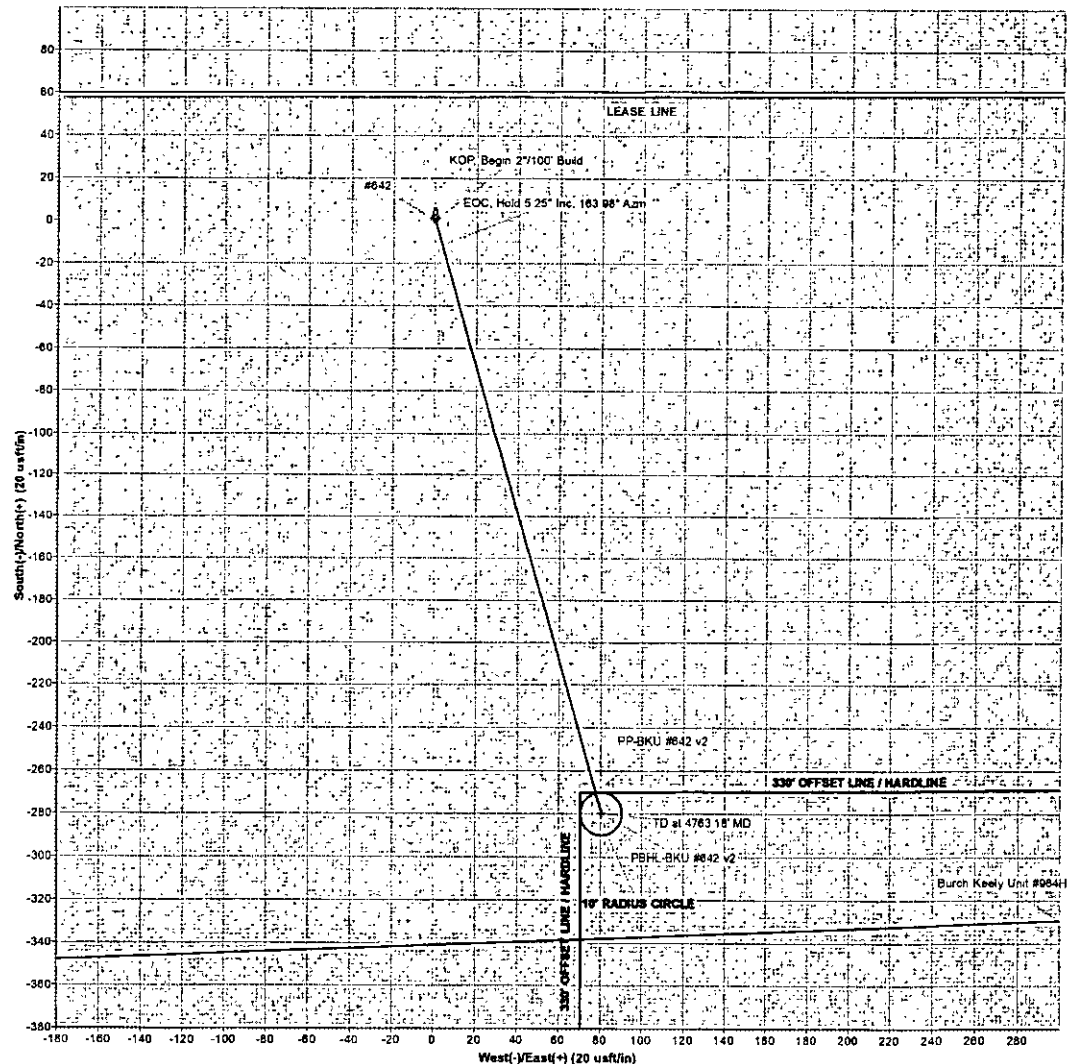 80
60
LEASE LINE
40
KOP, Begin 2°/100' Build
20
#642
EOC, Hold 5.25° Inc, 163.98° Azm
0
-20
-40
-60
-80
-100
-120
-140
-160
-180
-200
-220
-240
PP-BKU #642 v2
-260
330' OFFSET LINE / HARDLINE
-280
TD at 4763.18' MD
-300
PBHL-BKU #642 v2
Burch Keely Unit #964H
-320
10' RADIUS CIRCLE
330' OFFSET LINE / HARDLINE
-340
-360
-380
South(-)/North(+) (20 usft/in)
-180 -160 -140 -120 -100 -80 -60 -40 -20 0 20 40 60 80 100 120 140 160 180 200 220 240 260 280
West(-)/East(+) (20 usft/in)